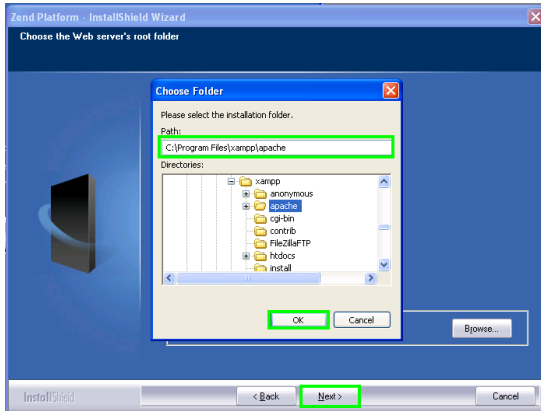 Zend Platform - InstallShield Wizard
Choose the Web server's root folder
Choose Folder
Please select the installation folder.
Path:
C:\Program Files\xampp\apache
Directories:
xampp
anonymous
apache
cgi-bin
contrib
FileZillaFTP
htdocs
install
OK
Cancel
Browse...
InstallShield
< Back
Next >
Cancel